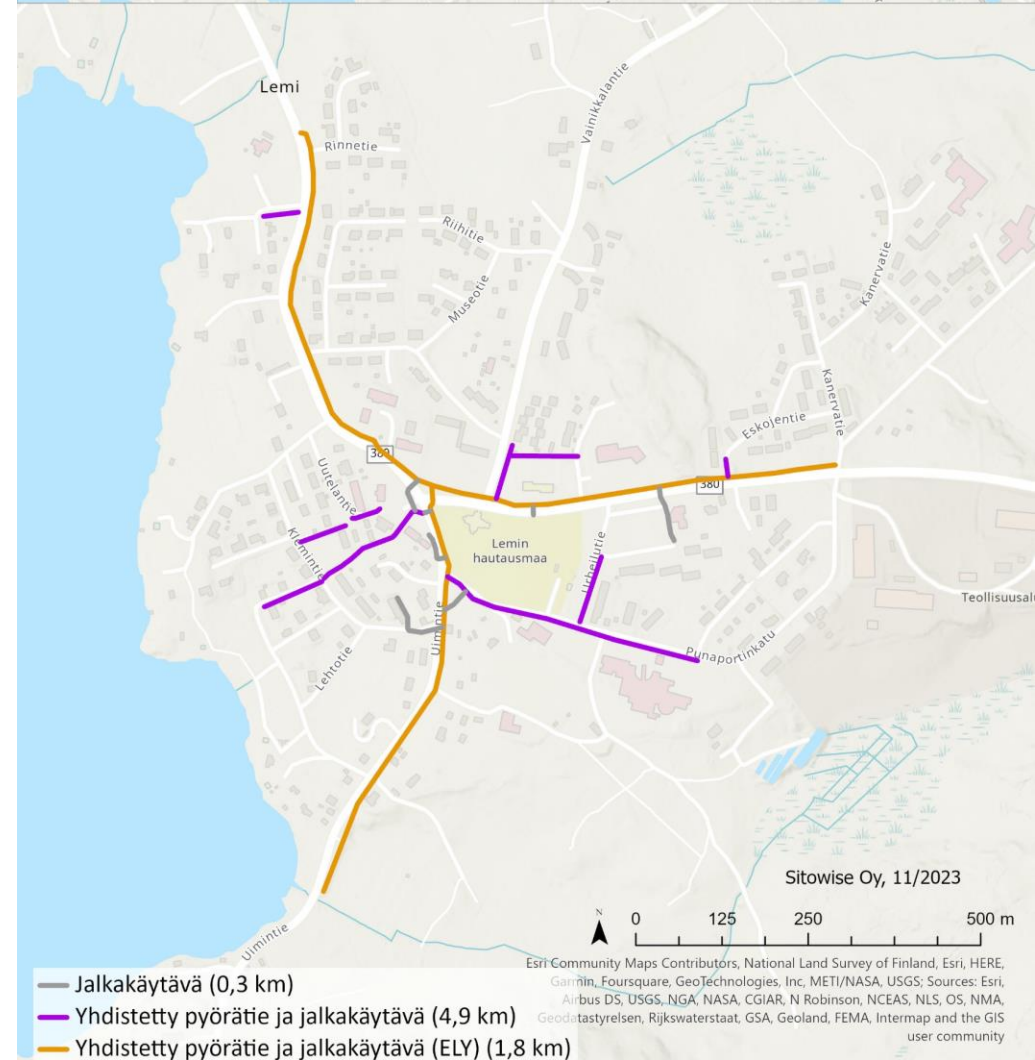 Lemi
Rinnetie
Vainikkalantie
Riihitie
Museotie
Kanervatie
Kanervatie
Eskojentie
380
380
Uutelantie
Klemintie
Lemin
hautausmaa
Urheilutie
Teollisuusalu
Uimintie
Punaportinkatu
Lehtotie
Uimintie
Sitowise Oy, 11/2023
N
0 125 250 500 m
Esri Community Maps Contributors, National Land Survey of Finland, Esri, HERE,
Garmin, Foursquare, GeoTechnologies, Inc, METI/NASA, USGS; Sources: Esri,
Airbus DS, USGS, NGA, NASA, CGIAR, N Robinson, NCEAS, NLS, OS, NMA,
Geodatastyrelsen, Rijkswaterstaat, GSA, Geoland, FEMA, Intermap and the GIS
user community
Jalkakäytävä (0,3 km)
Yhdistetty pyörätie ja jalkakäytävä (4,9 km)
Yhdistetty pyörätie ja jalkakäytävä (ELY) (1,8 km)